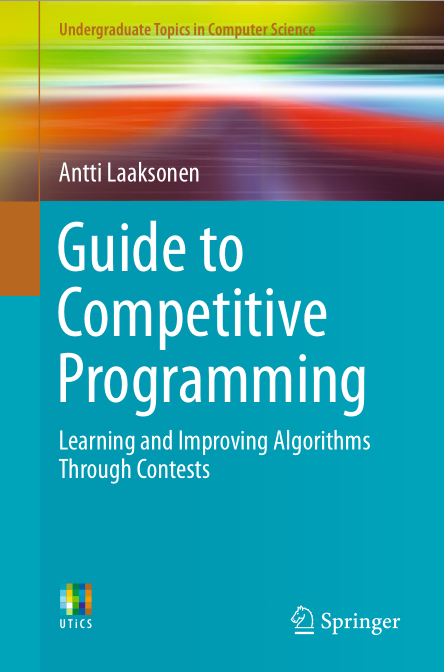 Undergraduate Topics in Computer Science
Antti Laaksonen
Guide to
Competitive
Programming
Learning and Improving Algorithms
Through Contests
UTiCS
Springer